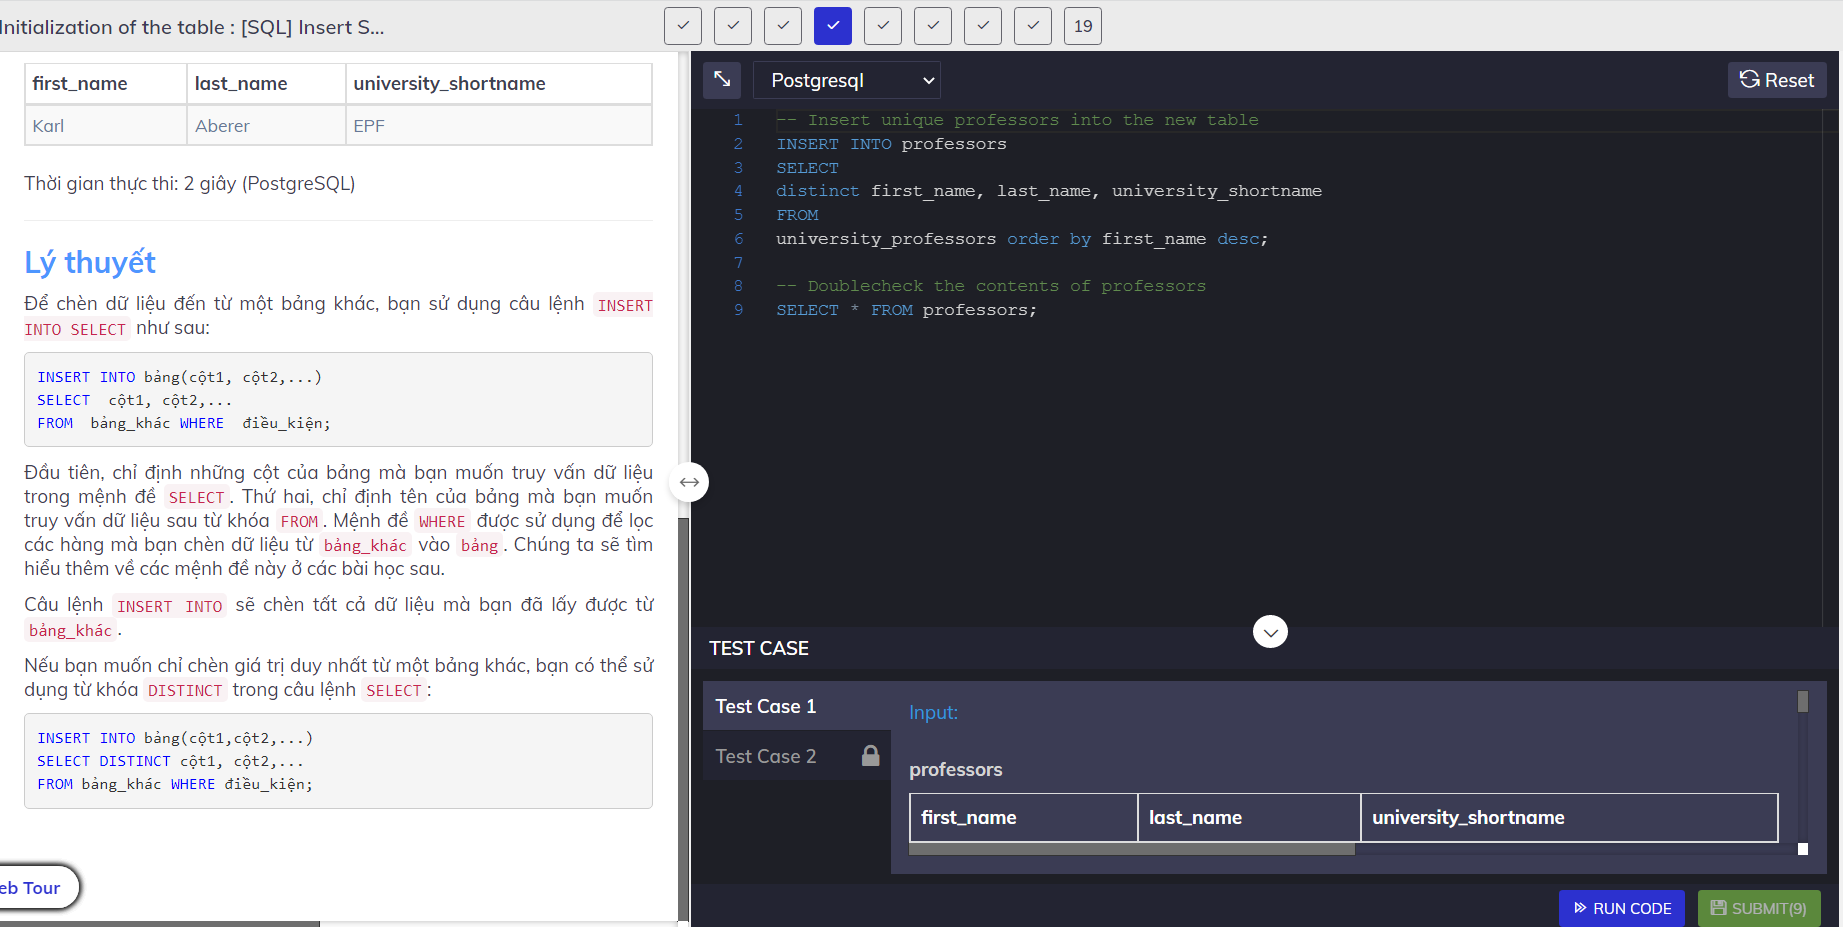 Initialization of the table : [SQL] Insert S...
19
first_name last_name university_shortname
Karl Aberer EPF
Thời gian thực thi: 2 giây (PostgreSQL)
Lý thuyết
Để chèn dữ liệu đến từ một bảng khác, bạn sử dụng câu lệnh INSERT
INTO SELECT như sau:
INSERT INTO bảng(cột1, cột2,...)
SELECT cột1, cột2,...
FROM bảng_khác WHERE điều_kiện;
Đầu tiên, chỉ định những cột của bảng mà bạn muốn truy vấn dữ liệu
trong mệnh đề SELECT. Thứ hai, chỉ định tên của bảng mà bạn muốn
truy vấn dữ liệu sau từ khóa FROM. Mệnh đề WHERE được sử dụng để lọc
các hàng mà bạn chèn dữ liệu từ bảng_khác vào bảng. Chúng ta sẽ tìm
hiểu thêm về các mệnh đề này ở các bài học sau.
Câu lệnh INSERT INTO sẽ chèn tất cả dữ liệu mà bạn đã lấy được từ
bảng_khác.
Nếu bạn muốn chỉ chèn giá trị duy nhất từ một bảng khác, bạn có thể sử
dụng từ khóa DISTINCT trong câu lệnh SELECT:
INSERT INTO bảng(cột1,cột2,...)
SELECT DISTINCT cột1, cột2,...
FROM bảng_khác WHERE điều_kiện;
eb Tour
Postgresql
Reset
1 -- Insert unique professors into the new table
2 INSERT INTO professors
3 SELECT
4 distinct first_name, last_name, university_shortname
5 FROM
6 university_professors order by first_name desc;
7
8 -- Doublecheck the contents of professors
9 SELECT * FROM professors;
TEST CASE
Test Case 1
Test Case 2
Input:
professors
first_name last_name university_shortname
RUN CODE
SUBMIT(9)